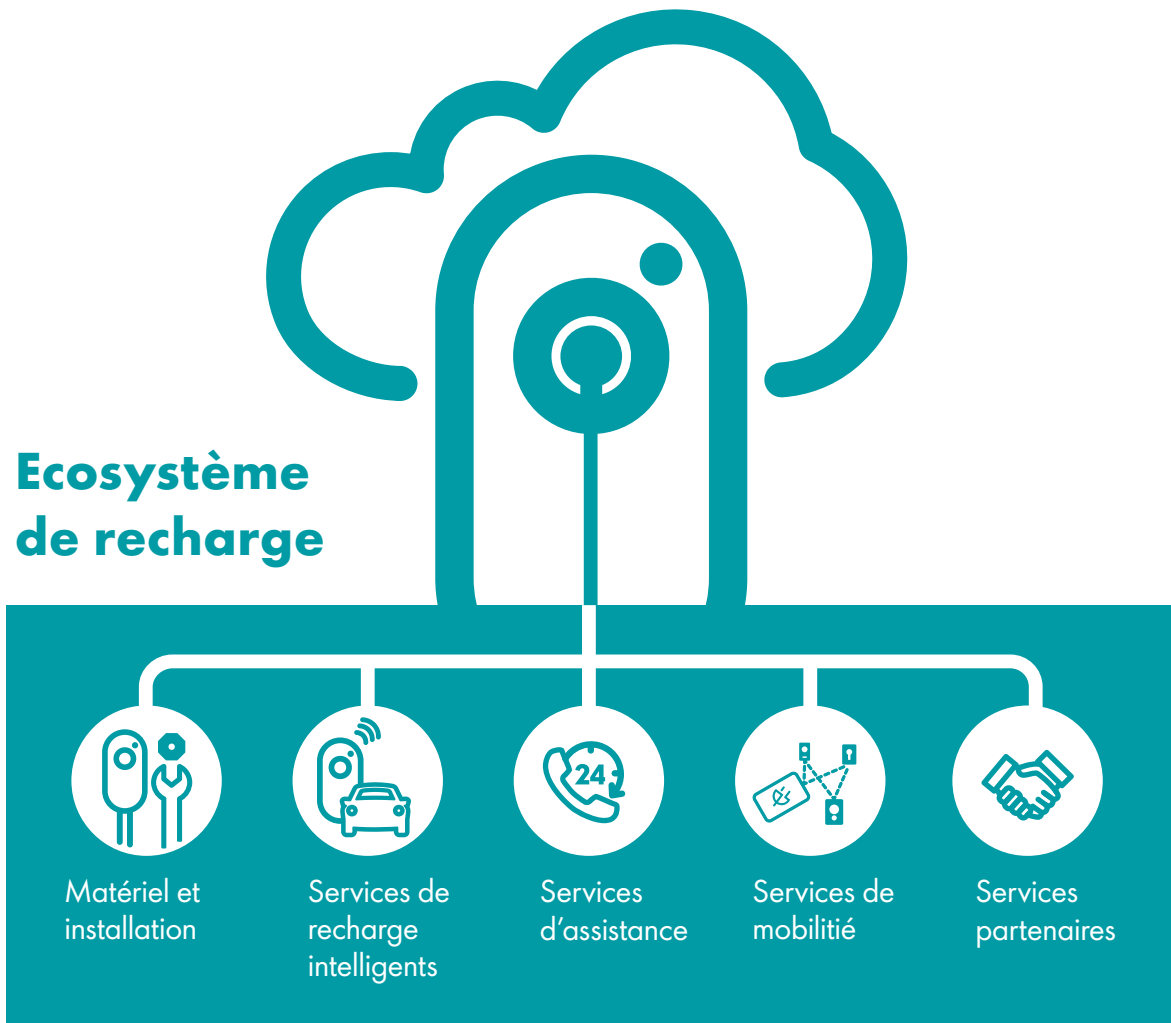 Ecosystème
de recharge
24
Matériel et
installation
Services de
recharge
intelligents
Services
d'assistance
Services de
mobilitié
Services
partenaires